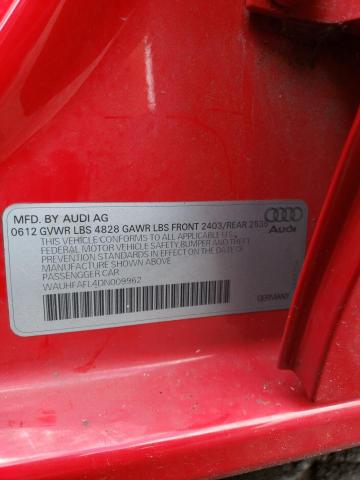 MFD. BY AUDI AG
0612 GVWR LBS 4828 GAWR LBS FRONT 2403/REAR 2535
Audi
THIS VEHICLE CONFORMS TO ALL APPLICABLE U.S.
FEDERAL MOTOR VEHICLE SAFETY, BUMPER AND THEFT
PREVENTION STANDARDS IN EFFECT ON THE DATE OF
MANUFACTURE SHOWN ABOVE
PASSENGGER CAR
WAUHFAFL4DN009962
GERMANY